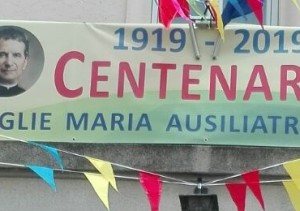 1919 - 2019
CENTENAR
GLIE MARIA AUSILIATR